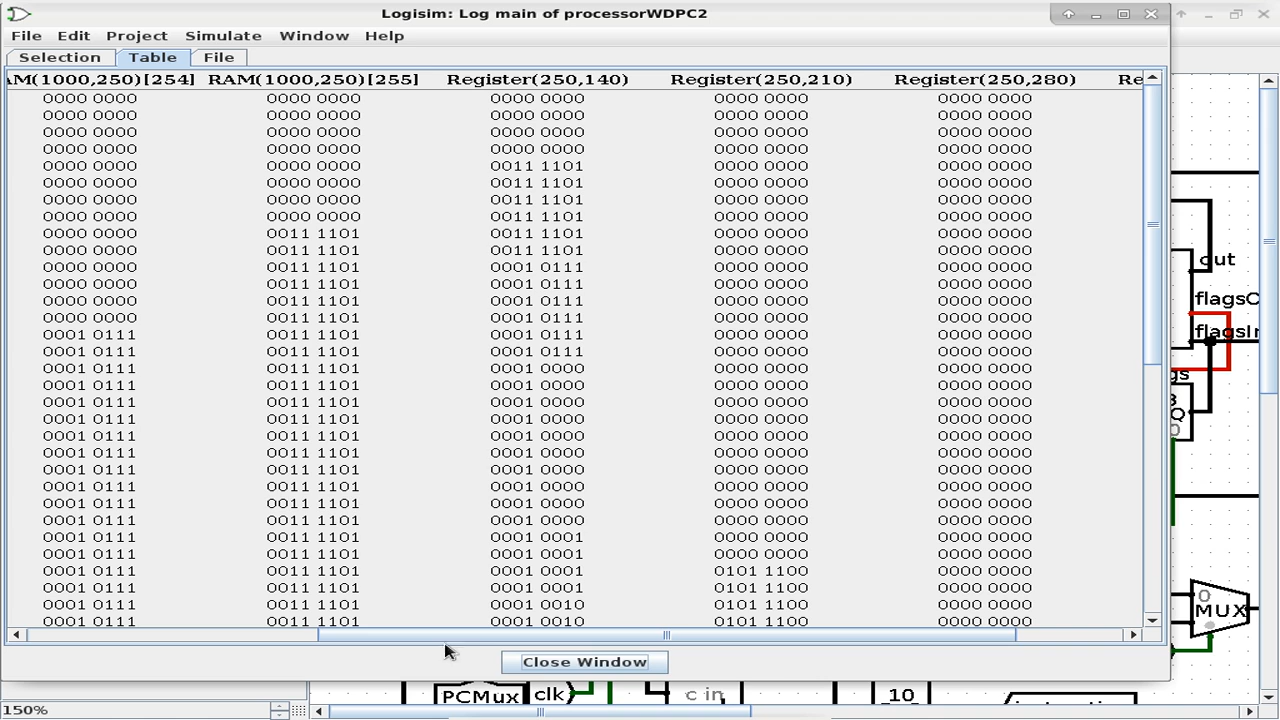 Logisim: Log main of processorWDPC2
File Edit Project Simulate Window Help
Selection Table File
AM(1000,250)[254] RAM(1000,250)[255] Register(250,140) Register(250,210) Register(250,280) Re
0000 0000 0000 0000 0000 0000 0000 0000 0000 0000
0000 0000 0000 0000 0000 0000 0000 0000 0000 0000
0000 0000 0000 0000 0000 0000 0000 0000 0000 0000
0000 0000 0000 0000 0000 0000 0000 0000 0000 0000
0000 0000 0000 0000 0011 1101 0000 0000 0000 0000
0000 0000 0000 0000 0011 1101 0000 0000 0000 0000
0000 0000 0000 0000 0011 1101 0000 0000 0000 0000
0000 0000 0000 0000 0011 1101 0000 0000 0000 0000
0000 0000 0011 1101 0011 1101 0000 0000 0000 0000
0000 0000 0011 1101 0011 1101 0000 0000 0000 0000
0000 0000 0011 1101 0001 0111 0000 0000 0000 0000
0000 0000 0011 1101 0001 0111 0000 0000 0000 0000
0000 0000 0011 1101 0001 0111 0000 0000 0000 0000
0000 0000 0011 1101 0001 0111 0000 0000 0000 0000
0001 0111 0011 1101 0001 0111 0000 0000 0000 0000
0001 0111 0011 1101 0001 0111 0000 0000 0000 0000
0001 0111 0011 1101 0001 0000 0000 0000 0000 0000
0001 0111 0011 1101 0001 0000 0000 0000 0000 0000
0001 0111 0011 1101 0001 0000 0000 0000 0000 0000
0001 0111 0011 1101 0001 0000 0000 0000 0000 0000
0001 0111 0011 1101 0001 0000 0000 0000 0000 0000
0001 0111 0011 1101 0001 0000 0000 0000 0000 0000
0001 0111 0011 1101 0001 0000 0000 0000 0000 0000
0001 0111 0011 1101 0001 0000 0000 0000 0000 0000
0001 0111 0011 1101 0001 0000 0000 0000 0000 0000
0001 0111 0011 1101 0001 0000 0000 0000 0000 0000
0001 0111 0011 1101 0001 0001 0000 0000 0000 0000
0001 0111 0011 1101 0001 0001 0000 0000 0000 0000
0001 0111 0011 1101 0001 0001 0101 1100 0000 0000
0001 0111 0011 1101 0001 0001 0101 1100 0000 0000
0001 0111 0011 1101 0001 0010 0101 1100 0000 0000
0001 0111 0011 1101 0001 0010 0101 1100 0000 0000
Close Window
out
flagsO
flagsIn
gs
Q
0
0
MUX
PCMux clk c in _10
150%